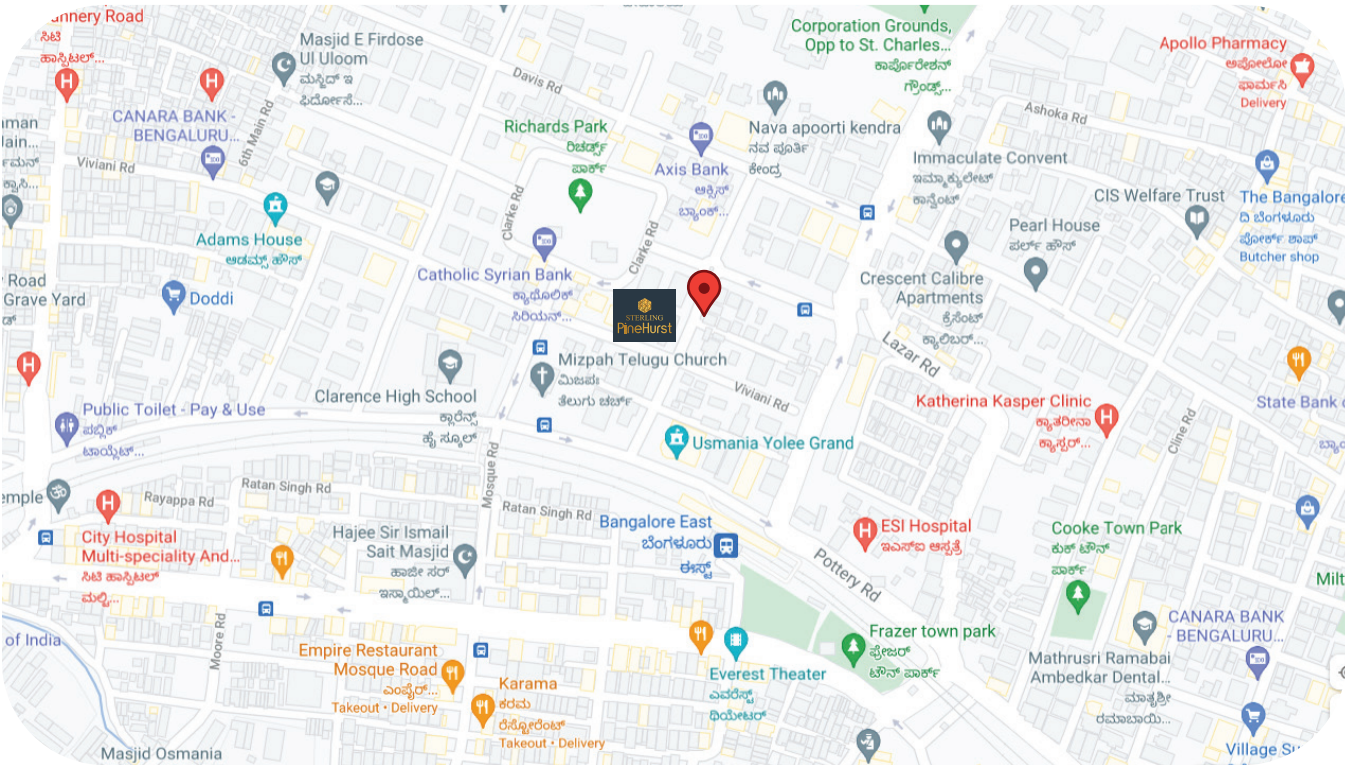 annery Road
ಸಿಟಿ
ಹಾಸ್ಪಿಟಲ್...
Masjid E Firdose
Ul Uloom
ಮಸ್ಜಿದ್ ಇ
ಫಿರ್ದೋಸೆ...
CANARA BANK -
BENGALURU...
6th Main Rd
Viviani Rd
Davis Rd
Richards Park
ರಿಚರ್ಡ್ಸ್
ಪಾರ್ಕ್
Corporation Grounds,
Opp to St. Charles...
ಕಾರ್ಪೊರೇಶನ್
ಗ್ರೌಂಡ್ಸ್...
Nava apoorti kendra
ನವ ಪೂರ್ತಿ
ಕೇಂದ್ರ
Axis Bank
ಆಕ್ಸಿಸ್
ಬ್ಯಾಂಕ್...
Immaculate Convent
ಇಮ್ಮಾಕ್ಯುಲೇಟ್
ಕಾನ್ವೆಂಟ್
Ashoka Rd
Apollo Pharmacy
ಅಪೋಲೋ
ಫಾರ್ಮಸಿ
Delivery
CIS Welfare Trust
The Bangalore
ದಿ ಬೆಂಗಳೂರು
ಪೋರ್ಕ್ ಶಾಪ್
Butcher shop
Pearl House
ಪರ್ಲ್ ಹೌಸ್
Adams House
ಆಡಮ್ಸ್ ಹೌಸ್
Clarke Rd
Clarke Rd
Catholic Syrian Bank
ಕ್ಯಾಥೊಲಿಕ್
ಸಿರಿಯನ್...
Road
Grave Yard
Doddi
STERLING
PineHurst
Crescent Calibre
Apartments
ಕ್ರೆಸೆಂಟ್
ಕ್ಯಾಲಿಬರ್...
Lazar Rd
Mizpah Telugu Church
ಮಿಜಪಃ
ತೆಲುಗು ಚರ್ಚ್
Viviani Rd
Clarence High School
ಕ್ಲಾರೆನ್ಸ್
ಹೈ ಸ್ಕೂಲ್
Public Toilet - Pay & Use
ಪಬ್ಲಿಕ್
ಟಾಯ್ಲೆಟ್...
Katherina Kasper Clinic
ಕ್ಯಾತರೀನಾ
ಕ್ಯಾಸ್ಪರ್...
Cline Rd
State Bank o
Usmania Yolee Grand
Mosque Rd
Ratan Singh Rd
Rayappa Rd
Ratan Singh Rd
emple
City Hospital
Multi-speciality And...
ಸಿಟಿ ಹಾಸ್ಪಿಟಲ್
ಮಲ್ಟಿ...
Hajee Sir Ismail
Sait Masjid
ಹಾಜೀ ಸರ್
ಇಸ್ಮಾಯಿಲ್...
Bangalore East
ಬೆಂಗಳೂರು
ಈಸ್ಟ್
ESI Hospital
ಇಎಸ್ಐ ಆಸ್ಪತ್ರೆ
Pottery Rd
Cooke Town Park
ಕುಕ್ ಟೌನ್
ಪಾರ್ಕ್
Milt
CANARA BANK
- BENGALURU...
of India
Moore Rd
Empire Restaurant
Mosque Road
ಎಂಪೈರ್...
Takeout • Delivery
Karama
ಕರಮ
ರೆಸ್ಟೋರೆಂಟ್
Takeout • Delivery
Everest Theater
ಎವರೆಸ್ಟ್
ಥಿಯೇಟರ್
Frazer town park
ಫ್ರೇಜರ್
ಟೌನ್ ಪಾರ್ಕ್
Mathrusri Ramabai
Ambedkar Dental...
ಮಾತೃಶ್ರೀ
ರಮಾಬಾಯಿ...
Village Su
Masjid Osmania